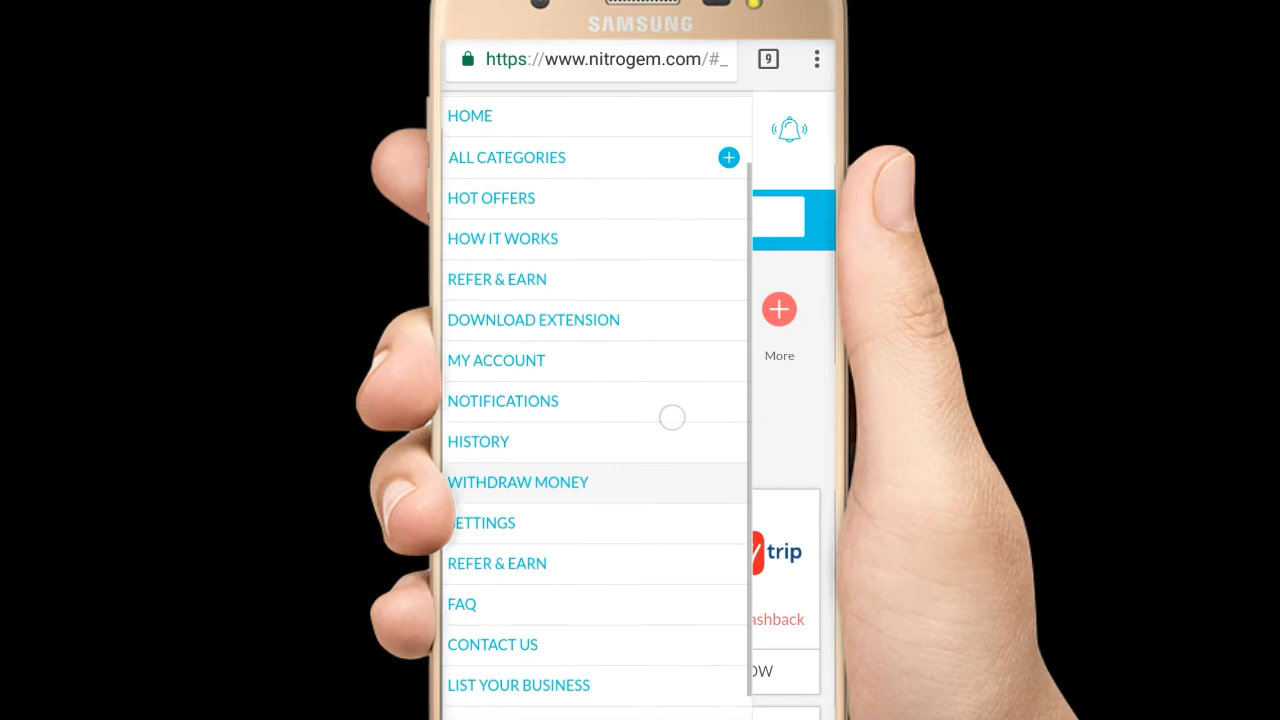 SAMSUNG
https://www.nitrogem.com/#_
9
HOME
ALL CATEGORIES
HOT OFFERS
HOW IT WORKS
REFER & EARN
DOWNLOAD EXTENSION
MY ACCOUNT
More
NOTIFICATIONS
HISTORY
WITHDRAW MONEY
ETTINGS
trip
REFER & EARN
FAQ
ashback
CONTACT US
OW
LIST YOUR BUSINESS